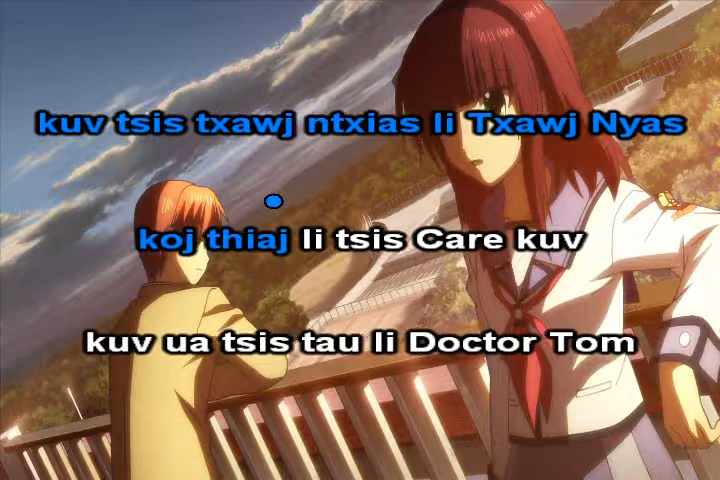 kuv tsis txawj ntxias li Txawj Nyas
koj thiaj li tsis Care kuv
kuv ua tsis tau li Doctor Tom